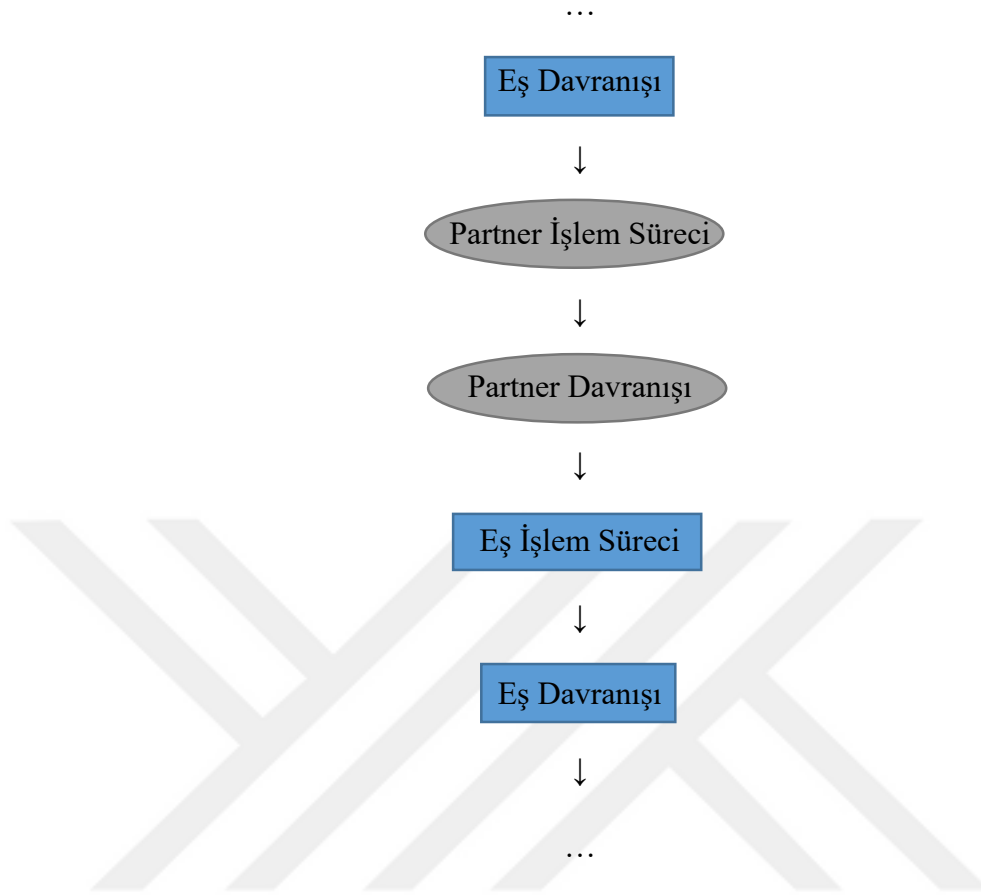 …
Eş Davranışı
↓
Partner İşlem Süreci
↓
Partner Davranışı
↓
Eş İşlem Süreci
↓
Eş Davranışı
↓
…